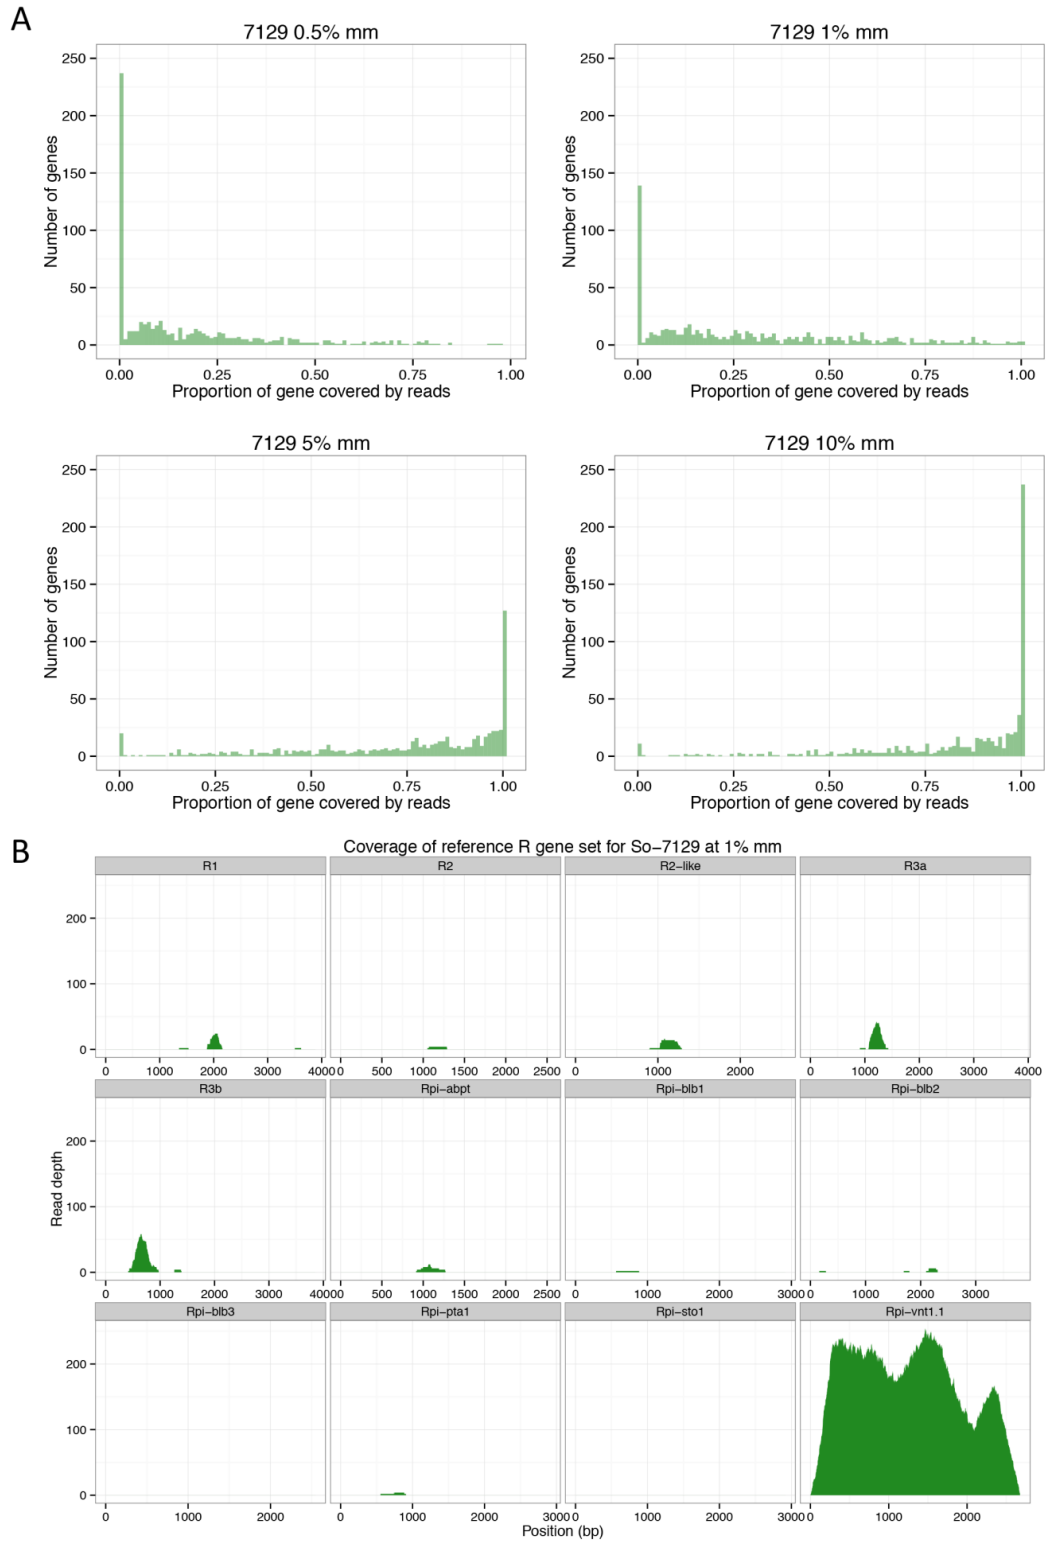 A
7129 0.5% mm
7129 1% mm
250
200
150
100
50
0
Number of genes
0.00 0.25 0.50 0.75 1.00
Proportion of gene covered by reads
250
200
150
100
50
0
Number of genes
0.00 0.25 0.50 0.75 1.00
Proportion of gene covered by reads
7129 5% mm
7129 10% mm
250
200
150
100
50
0
Number of genes
0.00 0.25 0.50 0.75 1.00
Proportion of gene covered by reads
250
200
150
100
50
0
Number of genes
0.00 0.25 0.50 0.75 1.00
Proportion of gene covered by reads
B
Coverage of reference R gene set for So−7129 at 1% mm
R1 R2 R2−like R3a
200
100
0
0 1000 2000 3000 4000 0 500 1000 1500 2000 2500 0 1000 2000 0 1000 2000 3000 4000
R3b Rpi−abpt Rpi−blb1 Rpi−blb2
Read depth
200
100
0
0 1000 2000 3000 4000 0 500 1000 1500 2000 2500 0 1000 2000 3000 0 1000 2000 3000
Rpi−blb3 Rpi−pta1 Rpi−sto1 Rpi−vnt1.1
200
100
0
0 1000 2000 0 1000 2000 3000 0 1000 2000 3000 0 1000 2000
Position (bp)